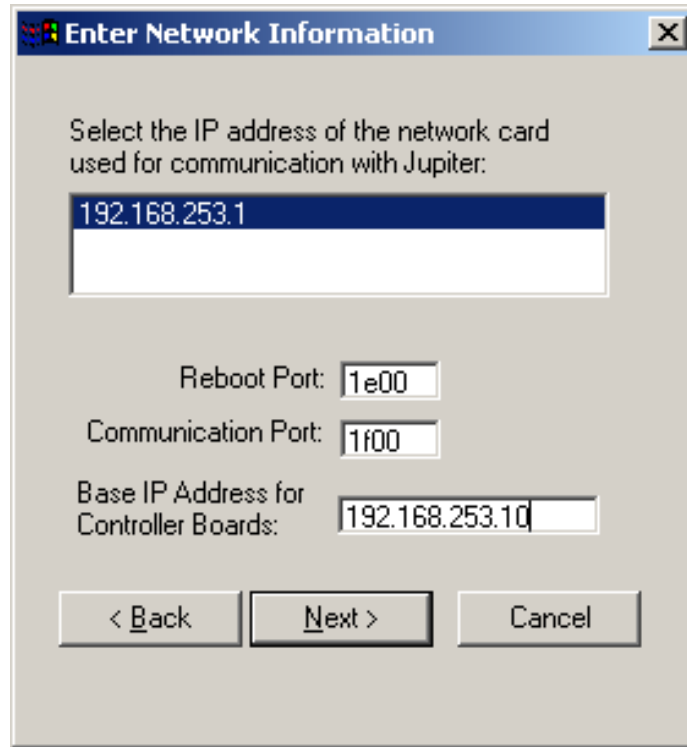 Enter Network Information
Select the IP address of the network card
used for communication with Jupiter:
192.168.253.1
Reboot Port: 1e00
Communication Port: 1f00
Base IP Address for
Controller Boards: 192.168.253.10
< Back Next > Cancel